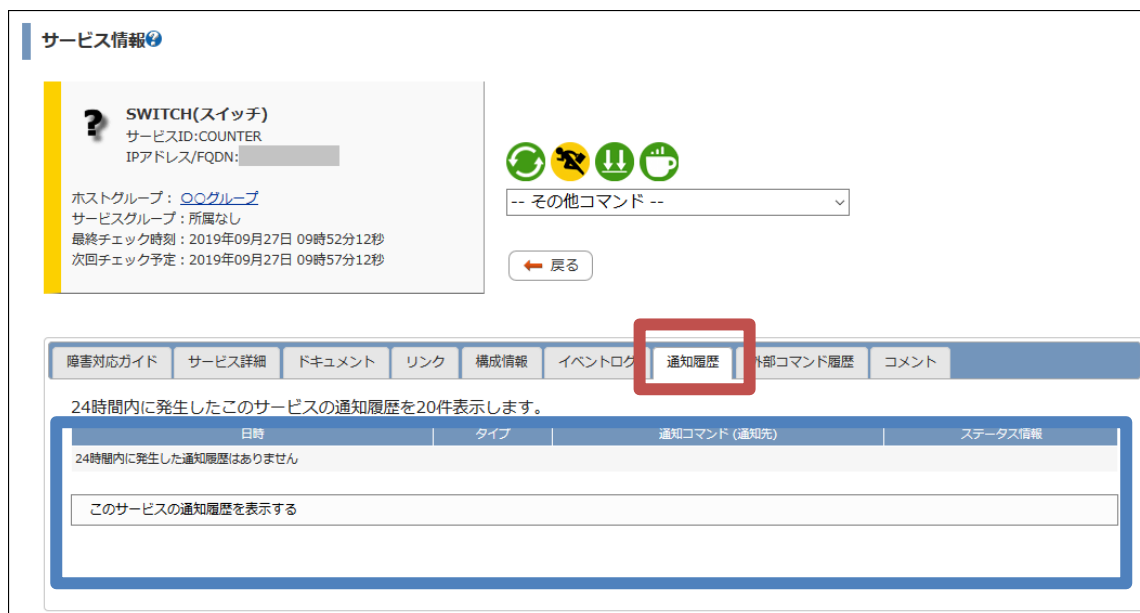 サービス情報
SWITCH(スイッチ)
サービスID:COUNTER
IPアドレス/FQDN:
ホストグループ： 〇〇グループ
サービスグループ：所属なし
最終チェック時刻：2019年09月27日 09時52分12秒
次回チェック予定：2019年09月27日 09時57分12秒
-- その他コマンド --
戻る
障害対応ガイド サービス詳細 ドキュメント リンク 構成情報 イベントログ 通知履歴 外部コマンド履歴 コメント
24時間内に発生したこのサービスの通知履歴を20件表示します。
日時 タイプ 通知コマンド (通知先) ステータス情報
24時間内に発生した通知履歴はありません
このサービスの通知履歴を表示する